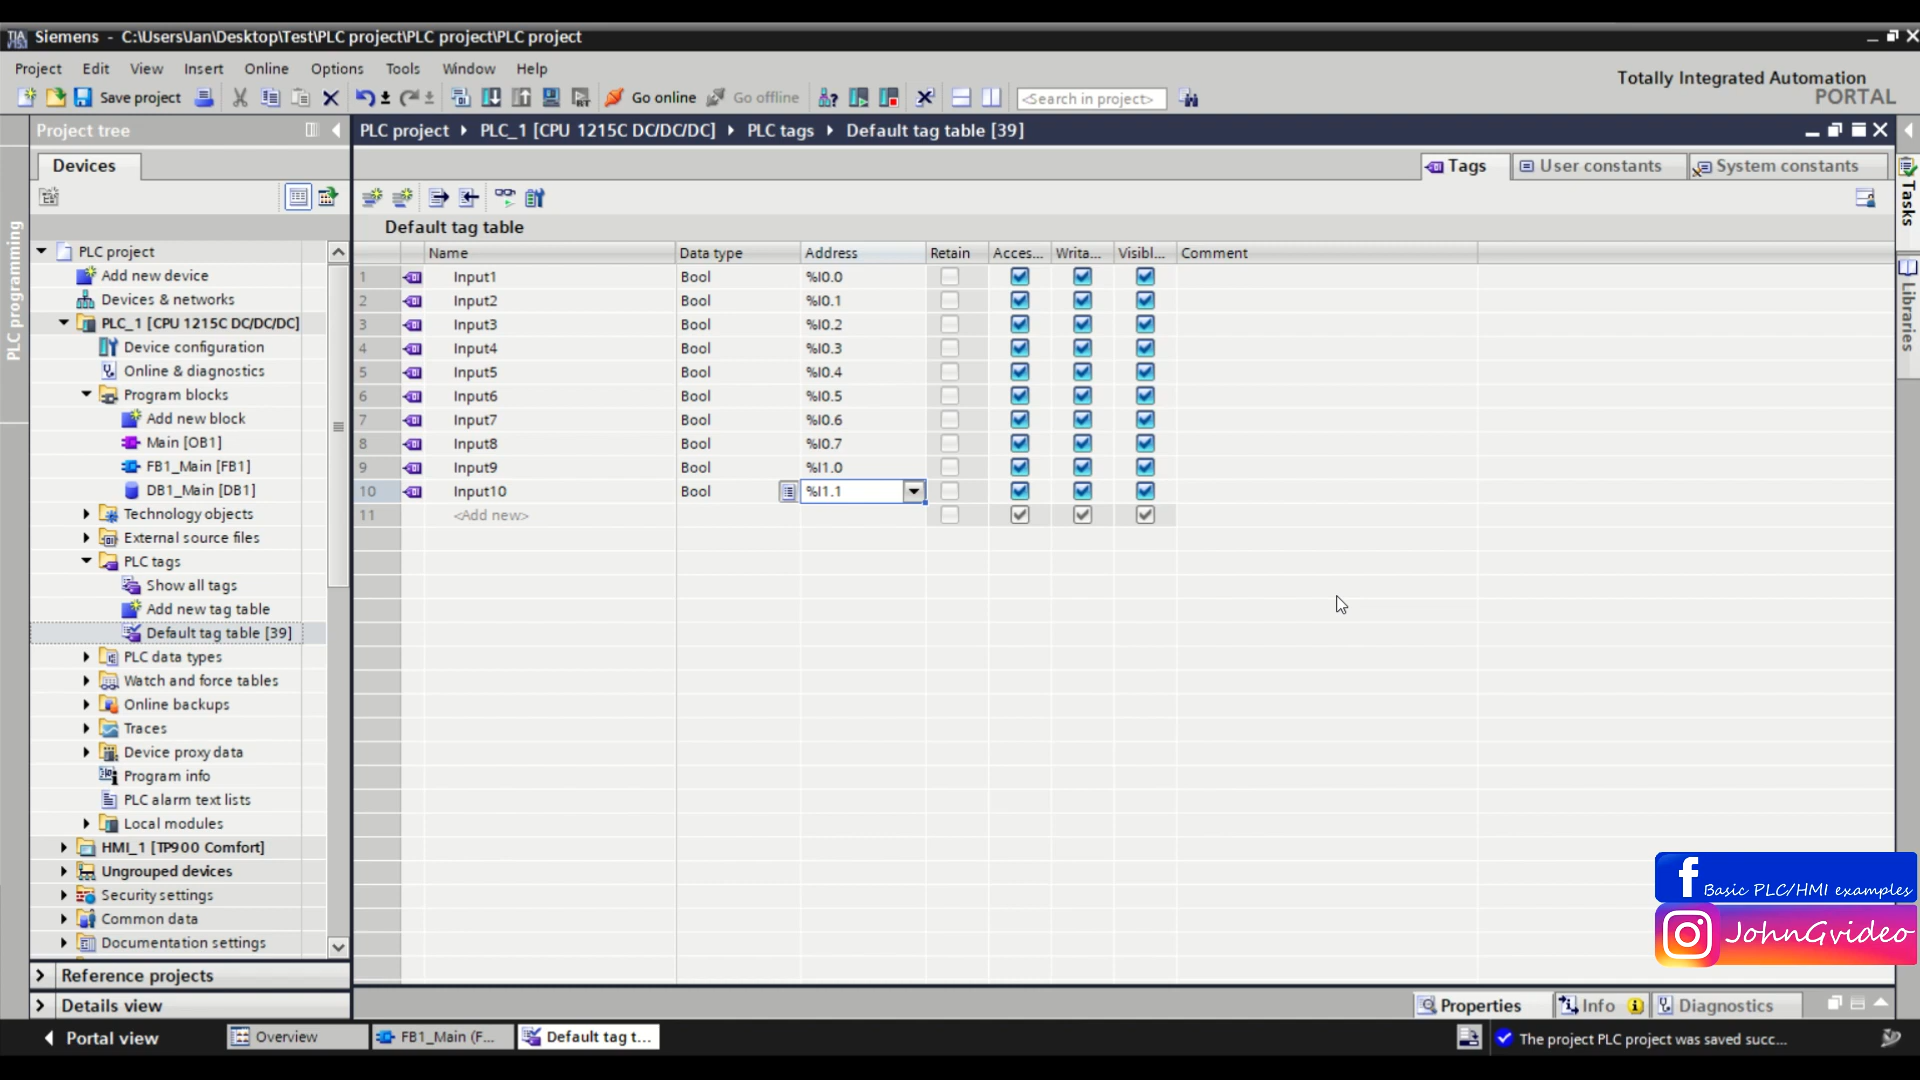 Siemens - C:\Users\Jan\Desktop\Test\PLC project\PLC project\PLC project
Project Edit View Insert Online Options Tools Window Help
Totally Integrated Automation
PORTAL
Save project Go online Go offline <Search in project>
Project tree
PLC project PLC_1 [CPU 1215C DC/DC/DC] PLC tags Default tag table [39]
Devices
Tags User constants System constants
Default tag table
Name Data type Address Retain Acces... Writa... Visibl... Comment
1 Input1 Bool %I0.0
2 Input2 Bool %I0.1
3 Input3 Bool %I0.2
4 Input4 Bool %I0.3
5 Input5 Bool %I0.4
6 Input6 Bool %I0.5
7 Input7 Bool %I0.6
8 Input8 Bool %I0.7
9 Input9 Bool %I1.0
10 Input10 Bool %I1.1
11 <Add new>
PLC programming
PLC project
Add new device
Devices & networks
PLC_1 [CPU 1215C DC/DC/DC]
Device configuration
Online & diagnostics
Program blocks
Add new block
Main [OB1]
FB1_Main [FB1]
DB1_Main [DB1]
Technology objects
External source files
PLC tags
Show all tags
Add new tag table
Default tag table [39]
PLC data types
Watch and force tables
Online backups
Traces
Device proxy data
Program info
PLC alarm text lists
Local modules
HMI_1 [TP900 Comfort]
Ungrouped devices
Security settings
Common data
Documentation settings
Reference projects
Details view
Tasks
Libraries
Basic PLC/HMI examples
JohnGvideo
Properties Info Diagnostics
Portal view Overview FB1_Main (F... Default tag t... The project PLC project was saved succ...